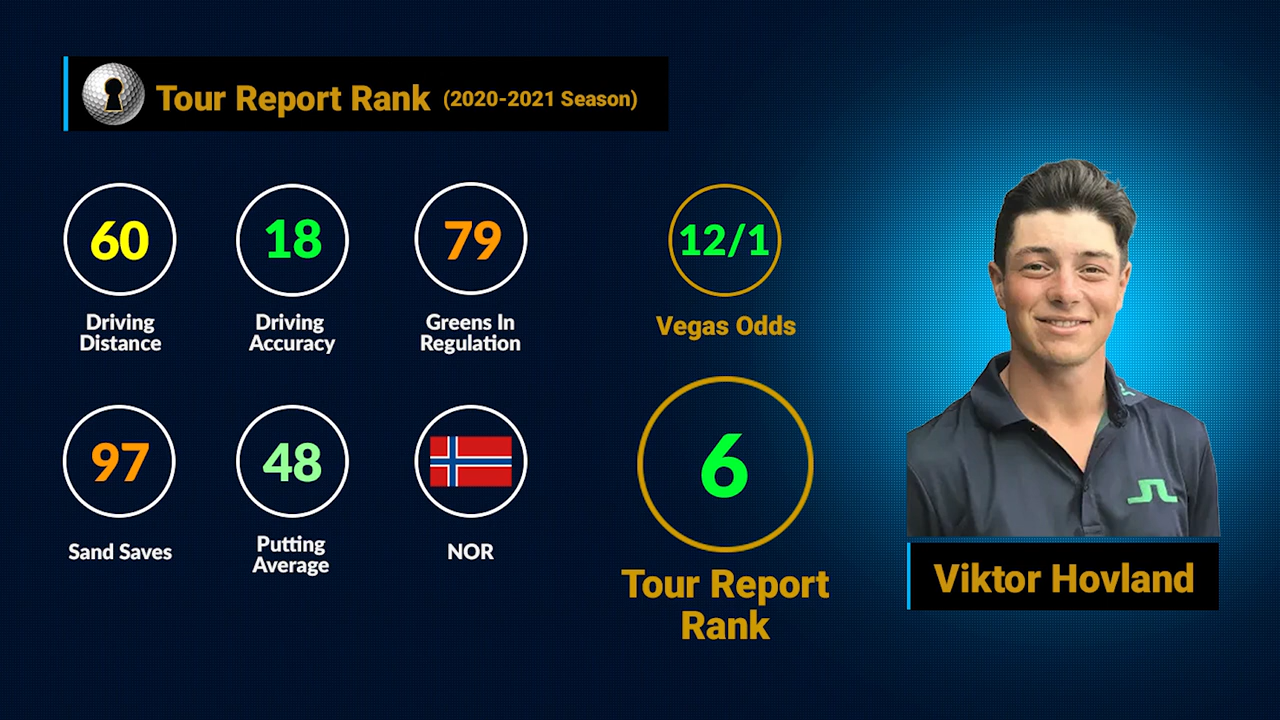 Tour Report Rank (2020-2021 Season)
60
18
79
Driving
Distance
Driving
Accuracy
Greens In
Regulation
97
48
Sand Saves
Putting
Average
NOR
12/1
Vegas Odds
6
Tour Report
Rank
Viktor Hovland